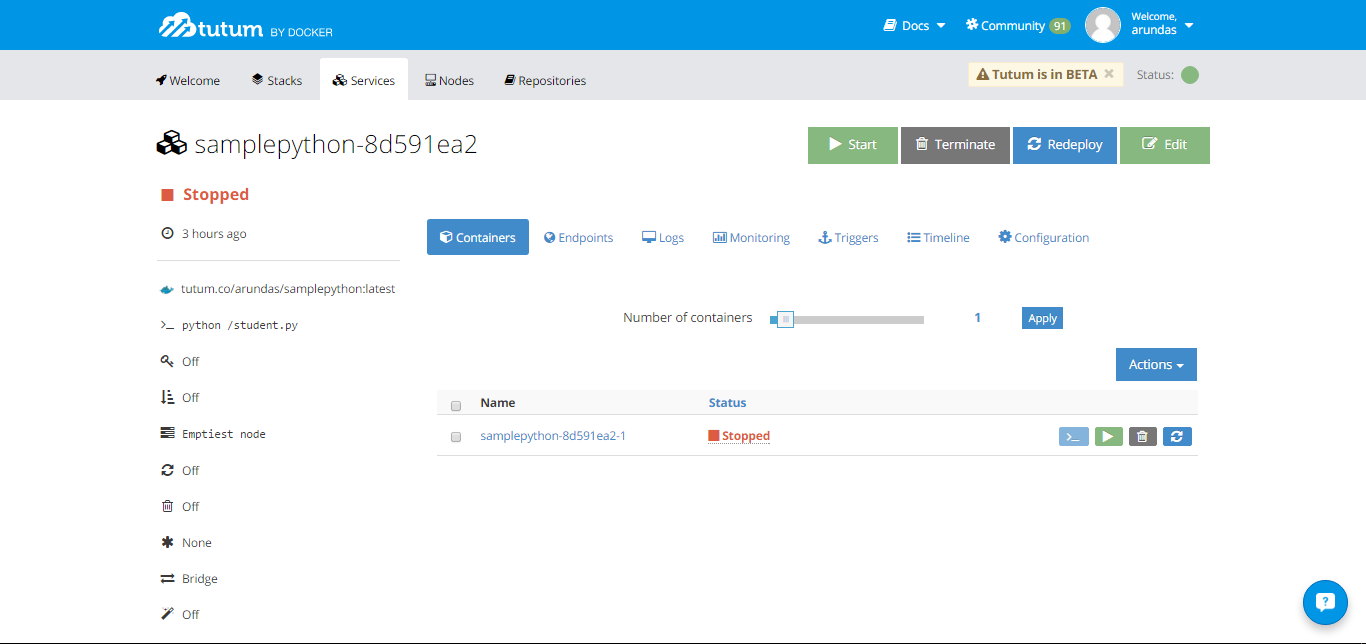 tutum BY DOCKER
Docs
Community 91
Welcome,
arundas
Welcome
Stacks
Services
Nodes
Repositories
Tutum is in BETA ×
Status:
samplepython-8d591ea2
Start
Terminate
Redeploy
Edit
Stopped
3 hours ago
tutum.co/arundas/samplepython:latest
>_ python /student.py
Off
Off
Emptiest node
Off
Off
None
Bridge
Off
Containers
Endpoints
Logs
Monitoring
Triggers
Timeline
Configuration
Number of containers
1
Apply
Actions
Name Status
samplepython-8d591ea2-1 Stopped >_
?